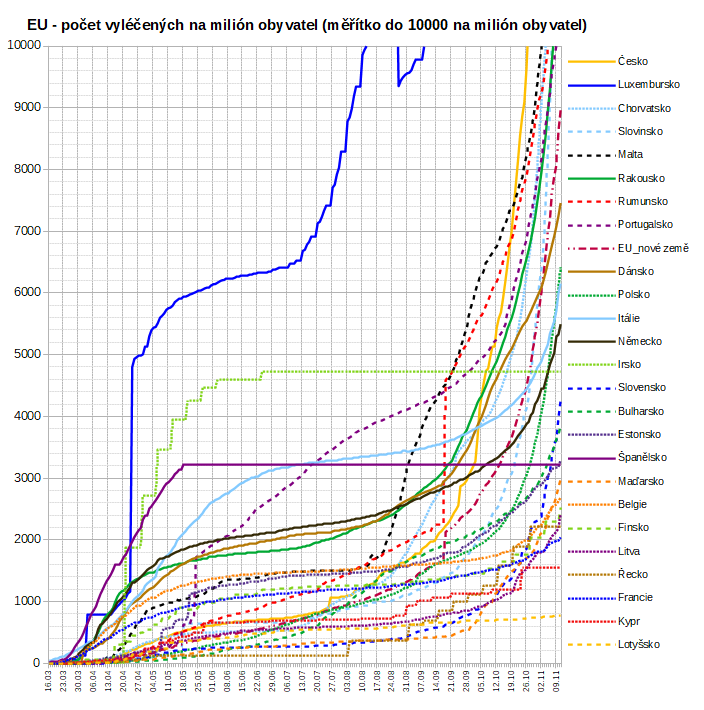 EU - počet vyléčených na milión obyvatel (měřítko do 10000 na milión obyvatel)
10000
9000
8000
7000
6000
5000
4000
3000
2000
1000
0
16.03
23.03
30.03
06.04
13.04
20.04
27.04
04.05
11.05
18.05
25.05
01.06
08.06
15.06
22.06
29.06
06.07
13.07
20.07
27.07
03.08
10.08
17.08
24.08
31.08
07.09
14.09
21.09
28.09
05.10
12.10
19.10
26.10
02.11
09.11
Česko
Luxembursko
Chorvatsko
Slovinsko
Malta
Rakousko
Rumunsko
Portugalsko
EU_nové země
Dánsko
Polsko
Itálie
Německo
Irsko
Slovensko
Bulharsko
Estonsko
Španělsko
Maďarsko
Belgie
Finsko
Litva
Řecko
Francie
Kypr
Lotyšsko